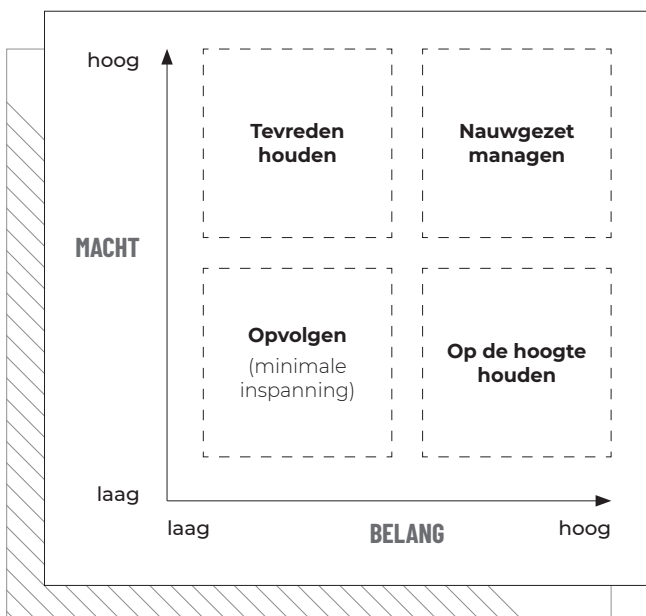 hoog
Tevreden
houden
Nauwgezet
managen
MACHT
Opvolgen
(minimale
inspanning)
Op de hoogte
houden
laag
laag
BELANG
hoog